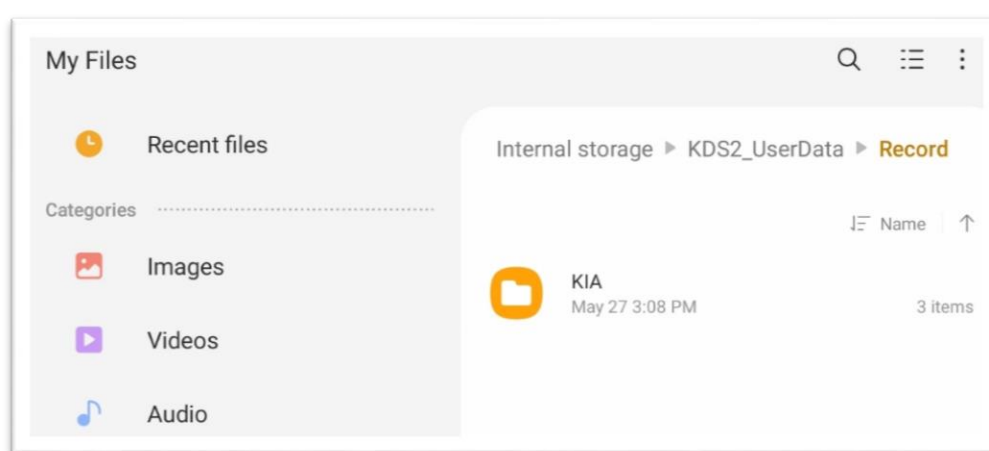 My Files
Recent files
Categories
Images
Videos
Audio
Internal storage ▶ KDS2_UserData ▶ Record
Name
KIA
May 27 3:08 PM
3 items